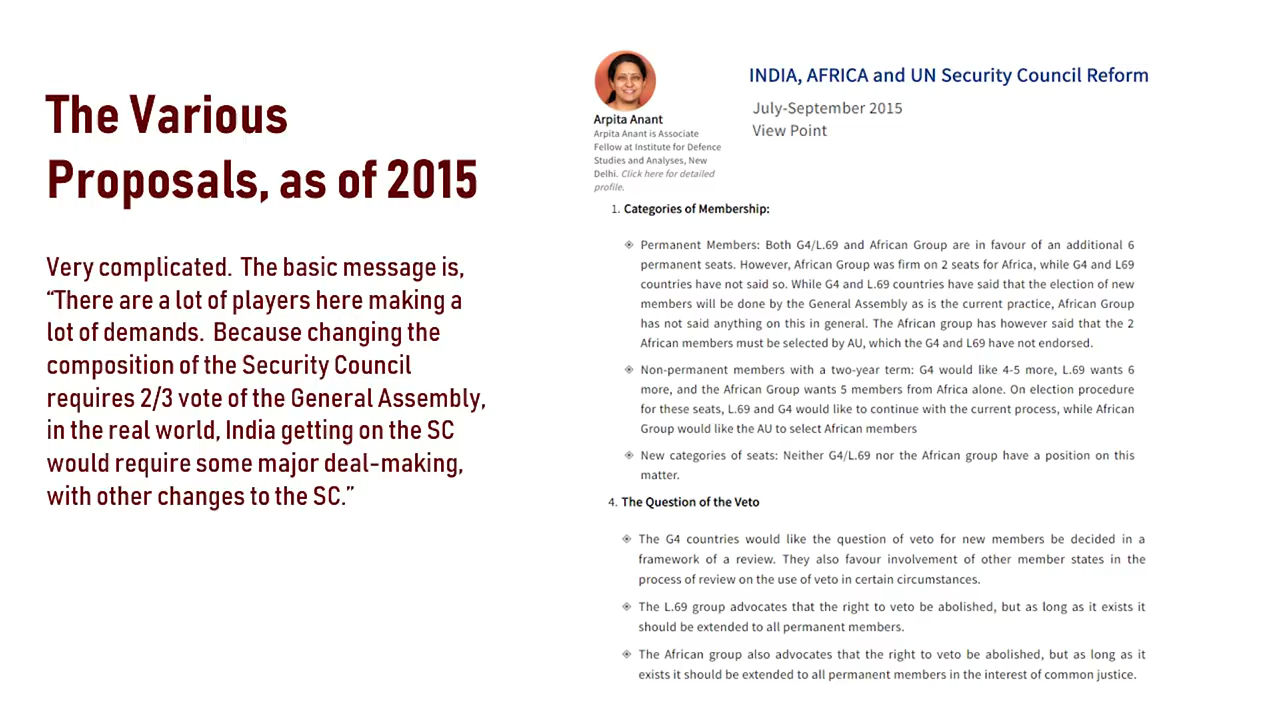 The Various
Proposals, as of 2015
Very complicated. The basic message is,
“There are a lot of players here making a
lot of demands. Because changing the
composition of the Security Council
requires 2/3 vote of the General Assembly,
in the real world, India getting on the SC
would require some major deal-making,
with other changes to the SC.”
Arpita Anant
Arpita Anant is Associate
Fellow at Institute for Defence
Studies and Analyses, New
Delhi. Click here for detailed
profile.
INDIA, AFRICA and UN Security Council Reform
July-September 2015
View Point
1. Categories of Membership:
Permanent Members: Both G4/L.69 and African Group are in favour of an additional 6
permanent seats. However, African Group was firm on 2 seats for Africa, while G4 and L69
countries have not said so. While G4 and L.69 countries have said that the election of new
members will be done by the General Assembly as is the current practice, African Group
has not said anything on this in general. The African group has however said that the 2
African members must be selected by AU, which the G4 and L69 have not endorsed.
Non-permanent members with a two-year term: G4 would like 4-5 more, L.69 wants 6
more, and the African Group wants 5 members from Africa alone. On election procedure
for these seats, L.69 and G4 would like to continue with the current process, while African
Group would like the AU to select African members
New categories of seats: Neither G4/L.69 nor the African group have a position on this
matter.
4. The Question of the Veto
The G4 countries would like the question of veto for new members be decided in a
framework of a review. They also favour involvement of other member states in the
process of review on the use of veto in certain circumstances.
The L.69 group advocates that the right to veto be abolished, but as long as it exists it
should be extended to all permanent members.
The African group also advocates that the right to veto be abolished, but as long as it
exists it should be extended to all permanent members in the interest of common justice.